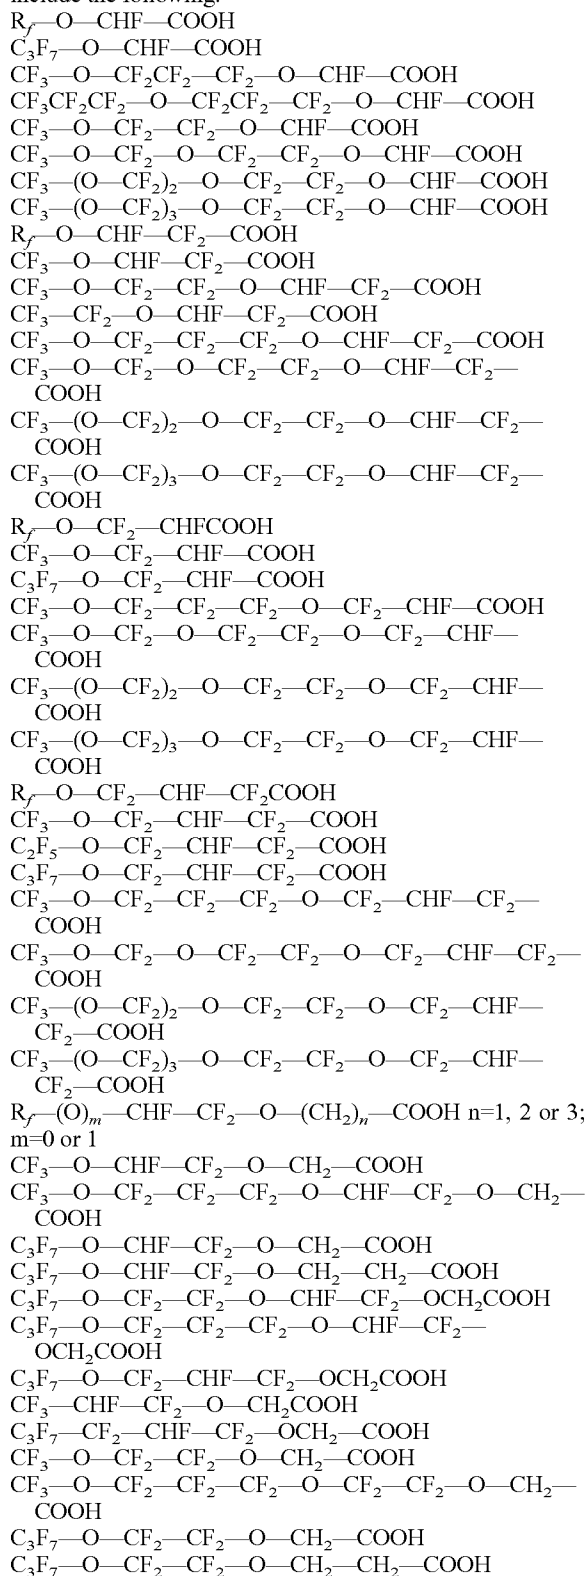 include the following:
R_f—O—CHF—COOH
C₃F₇—O—CHF—COOH
CF₃—O—CF₂CF₂—CF₂—O—CHF—COOH
CF₃CF₂CF₂—O—CF₂CF₂—CF₂—O—CHF—COOH
CF₃—O—CF₂—CF₂—O—CHF—COOH
CF₃—O—CF₂—O—CF₂—CF₂—O—CHF—COOH
CF₃—(O—CF₂)₂—O—CF₂—CF₂—O—CHF—COOH
CF₃—(O—CF₂)₃—O—CF₂—CF₂—O—CHF—COOH
R_f—O—CHF—CF₂—COOH
CF₃—O—CHF—CF₂—COOH
CF₃—O—CF₂—CF₂—O—CHF—CF₂—COOH
CF₃—CF₂—O—CHF—CF₂—COOH
CF₃—O—CF₂—CF₂—CF₂—O—CHF—CF₂—COOH
CF₃—O—CF₂—O—CF₂—CF₂—O—CHF—CF₂—
COOH
CF₃—(O—CF₂)₂—O—CF₂—CF₂—O—CHF—CF₂—
COOH
CF₃—(O—CF₂)₃—O—CF₂—CF₂—O—CHF—CF₂—
COOH
R_f—O—CF₂—CHFCOOH
CF₃—O—CF₂—CHF—COOH
C₃F₇—O—CF₂—CHF—COOH
CF₃—O—CF₂—CF₂—CF₂—O—CF₂—CHF—COOH
CF₃—O—CF₂—O—CF₂—CF₂—O—CF₂—CHF—
COOH
CF₃—(O—CF₂)₂—O—CF₂—CF₂—O—CF₂—CHF—
COOH
CF₃—(O—CF₂)₃—O—CF₂—CF₂—O—CF₂—CHF—
COOH
R_f—O—CF₂—CHF—CF₂COOH
CF₃—O—CF₂—CHF—CF₂—COOH
C₂F₅—O—CF₂—CHF—CF₂—COOH
C₃F₇—O—CF₂—CHF—CF₂—COOH
CF₃—O—CF₂—CF₂—CF₂—O—CF₂—CHF—CF₂—
COOH
CF₃—O—CF₂—O—CF₂—CF₂—O—CF₂—CHF—CF₂—
COOH
CF₃—(O—CF₂)₂—O—CF₂—CF₂—O—CF₂—CHF—
CF₂—COOH
CF₃—(O—CF₂)₃—O—CF₂—CF₂—O—CF₂—CHF—
CF₂—COOH
R_f—(O)ₘ—CHF—CF₂—O—(CH₂)ₙ—COOH n=1, 2 or 3;
m=0 or 1
CF₃—O—CHF—CF₂—O—CH₂—COOH
CF₃—O—CF₂—CF₂—CF₂—O—CHF—CF₂—O—CH₂—
COOH
C₃F₇—O—CHF—CF₂—O—CH₂—COOH
C₃F₇—O—CHF—CF₂—O—CH₂—CH₂—COOH
C₃F₇—O—CF₂—CF₂—O—CHF—CF₂—OCH₂COOH
C₃F₇—O—CF₂—CF₂—CF₂—O—CHF—CF₂—
OCH₂COOH
C₃F₇—O—CF₂—CHF—CF₂—OCH₂COOH
CF₃—CHF—CF₂—O—CH₂COOH
C₃F₇—CF₂—CHF—CF₂—OCH₂—COOH
CF₃—O—CF₂—CF₂—O—CH₂—COOH
CF₃—O—CF₂—CF₂—CF₂—O—CF₂—CF₂—O—CH₂—
COOH
C₃F₇—O—CF₂—CF₂—O—CH₂—COOH
C₃F₇—O—CF₂—CF₂—O—CH₂—CH₂—COOH